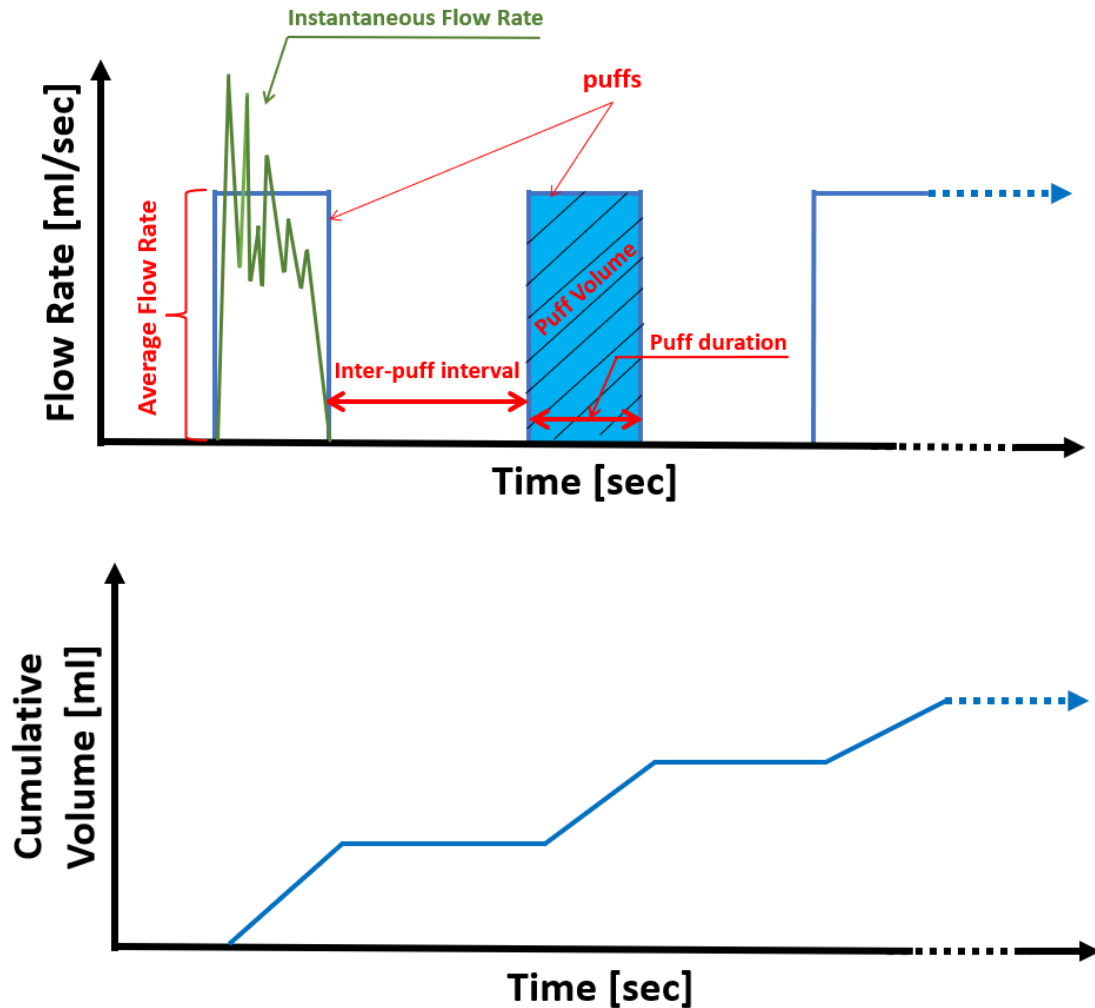 Instantaneous Flow Rate
puffs
Flow Rate [ml/sec]
Average Flow Rate
Puff Volume
Puff duration
Inter-puff interval
Time [sec]
Cumulative
Volume [ml]
Time [sec]